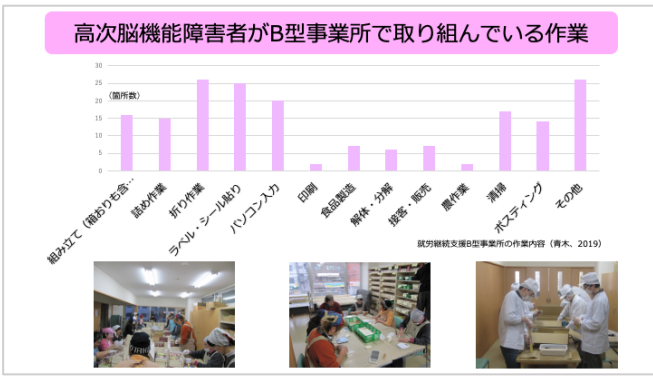 高次脳機能障害者がB型事業所で取り組んでいる作業
30
(箇所数)
25
20
15
10
5
0
組み立て（箱おりも含…
詰め作業
折り作業
ラベル・シール貼り
パソコン入力
印刷
食品製造
解体・分解
接客・販売
農作業
清掃
ポスティング
その他
就労継続支援B型事業所の作業内容（青木、2019）